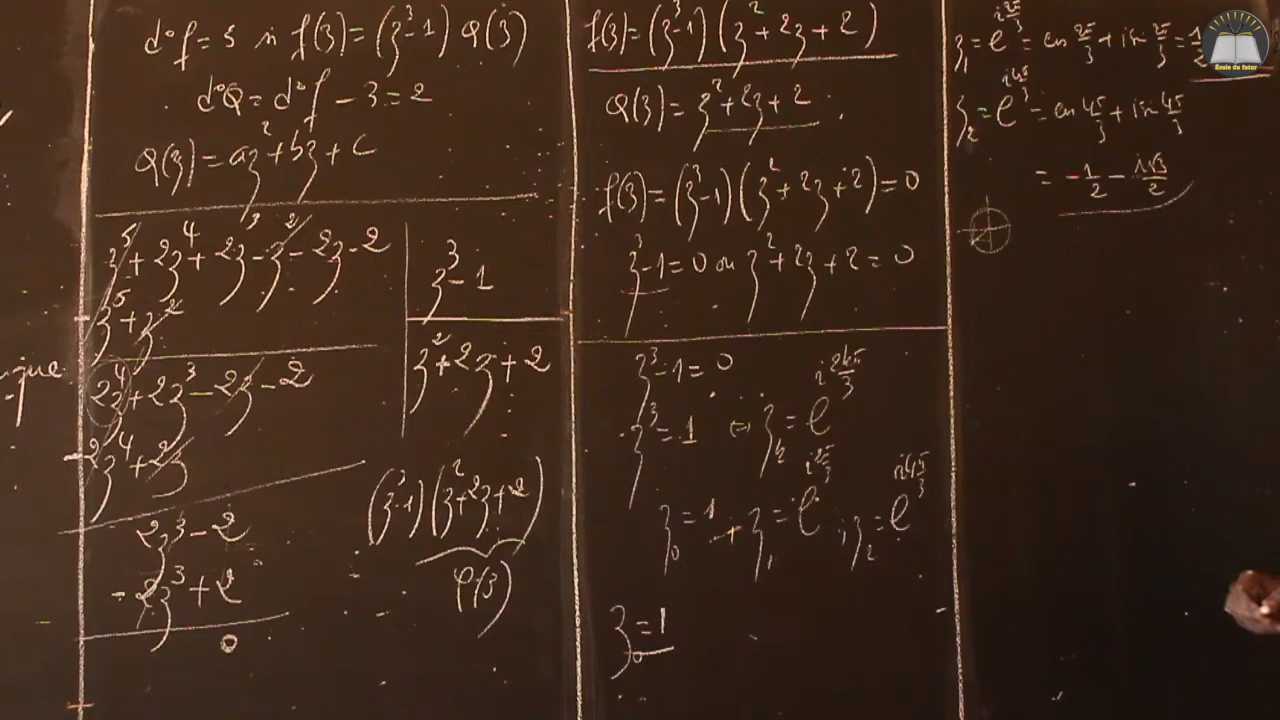 d°f = 5 si f(z) = (z³-1) Q(z)
d°Q = d°f - 3 = 2
Q(z) = az² + bz + c
z⁵ + 2z⁴ + 2z³ - z² - 2z - 2
z³ - 1
z⁵ + z²
z² + 2z + 2
2z⁴ + 2z³ - 2z - 2
-2z⁴ + 2z
2z³ - 2
-2z³ + 2
0
(z³-1)(z²+2z+2)
Q(z)
que
f(z) = (z³-1)(z²+2z+2)
Q(z) = z² + 2z + 2
f(z) = (z³-1)(z²+2z+2) = 0
z³-1 = 0 ou z²+2z+2 = 0
z³-1 = 0
z³ = 1 ⇔ z_k = e^{i2kπ/3}
z₀ = 1, z₁ = e^{i2π/3}, z₂ = e^{i4π/3}
z₀ = 1
z₁ = e^{i2π/3} = cos 2π/3 + i sin 2π/3 =
z₂ = e^{i4π/3} = cos 4π/3 + i sin 4π/3
= -1/2 - i√3/2
École du futur